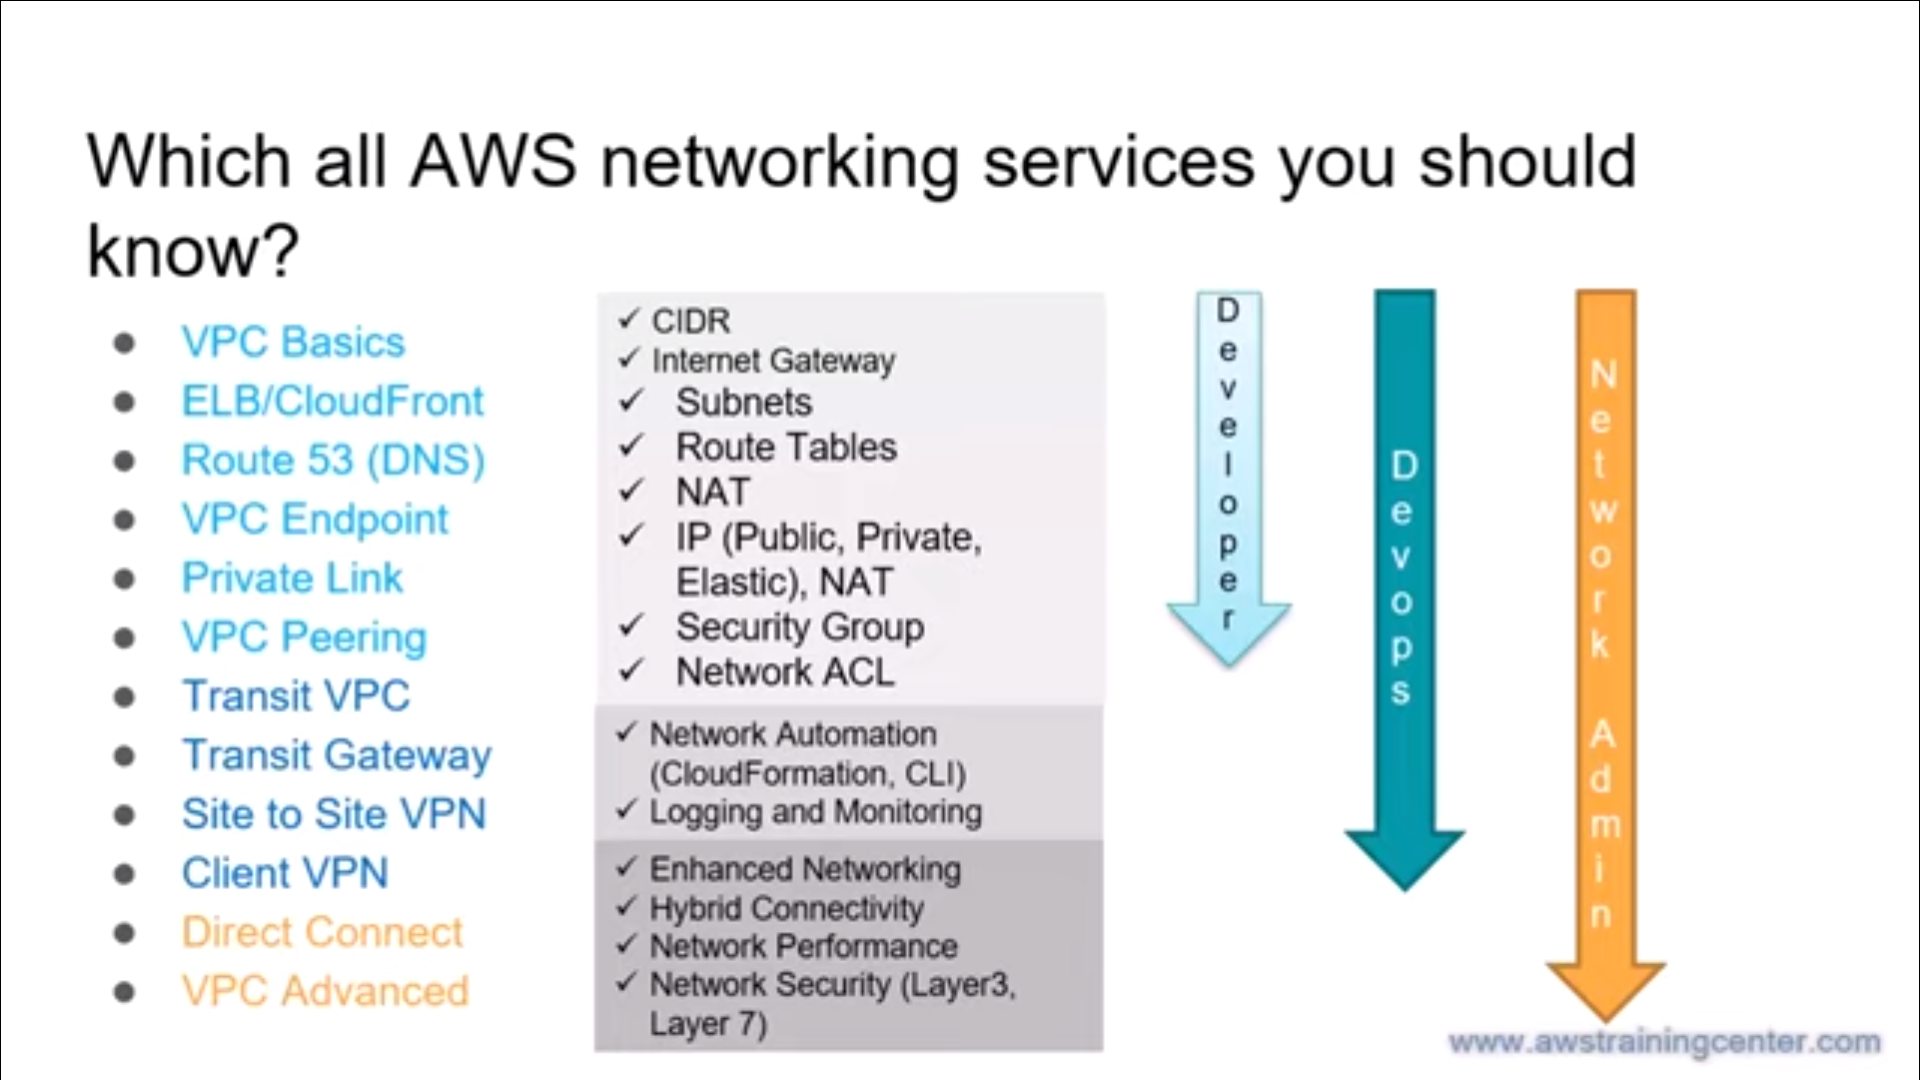 Which all AWS networking services you should
know?
VPC Basics
ELB/CloudFront
Route 53 (DNS)
VPC Endpoint
Private Link
VPC Peering
Transit VPC
Transit Gateway
Site to Site VPN
Client VPN
Direct Connect
VPC Advanced
CIDR
Internet Gateway
Subnets
Route Tables
NAT
IP (Public, Private,
Elastic), NAT
Security Group
Network ACL
Network Automation
(CloudFormation, CLI)
Logging and Monitoring
Enhanced Networking
Hybrid Connectivity
Network Performance
Network Security (Layer3,
Layer 7)
Developer
Devops
Network Admin
www.awstrainingcenter.com